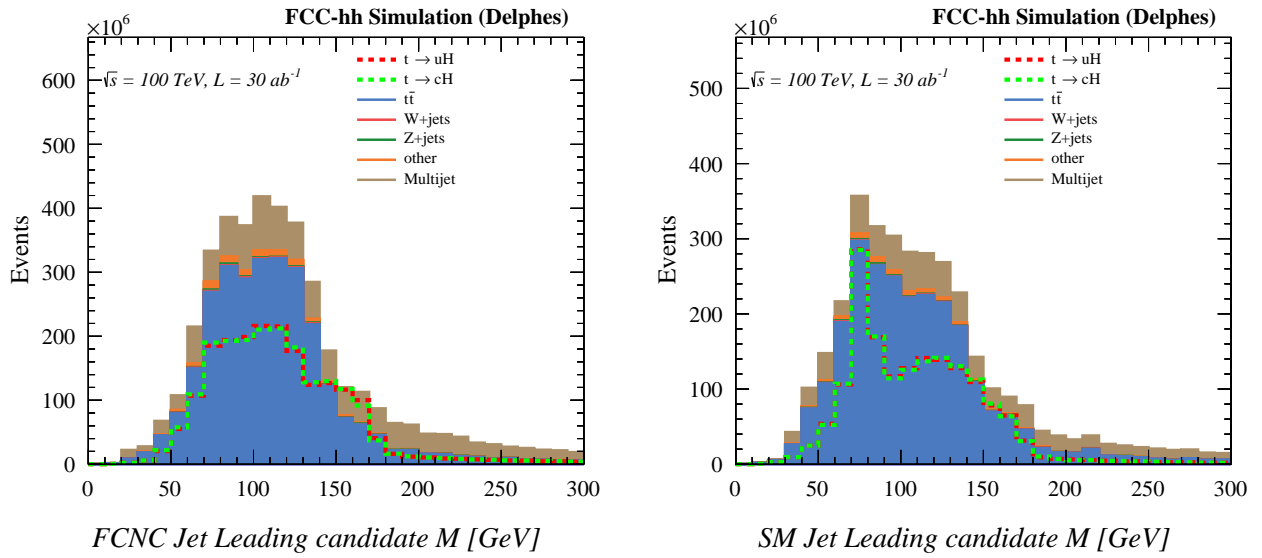 FCC-hh Simulation (Delphes)
×10⁶
√s = 100 TeV, L = 30 ab⁻¹
t → uH
t → cH
tt̄
W+jets
Z+jets
other
Multijet
Events
600
500
400
300
200
100
0
0 50 100 150 200 250 300
FCNC Jet Leading candidate M [GeV]
FCC-hh Simulation (Delphes)
×10⁶
√s = 100 TeV, L = 30 ab⁻¹
t → uH
t → cH
tt̄
W+jets
Z+jets
other
Multijet
Events
500
400
300
200
100
0
0 50 100 150 200 250 300
SM Jet Leading candidate M [GeV]